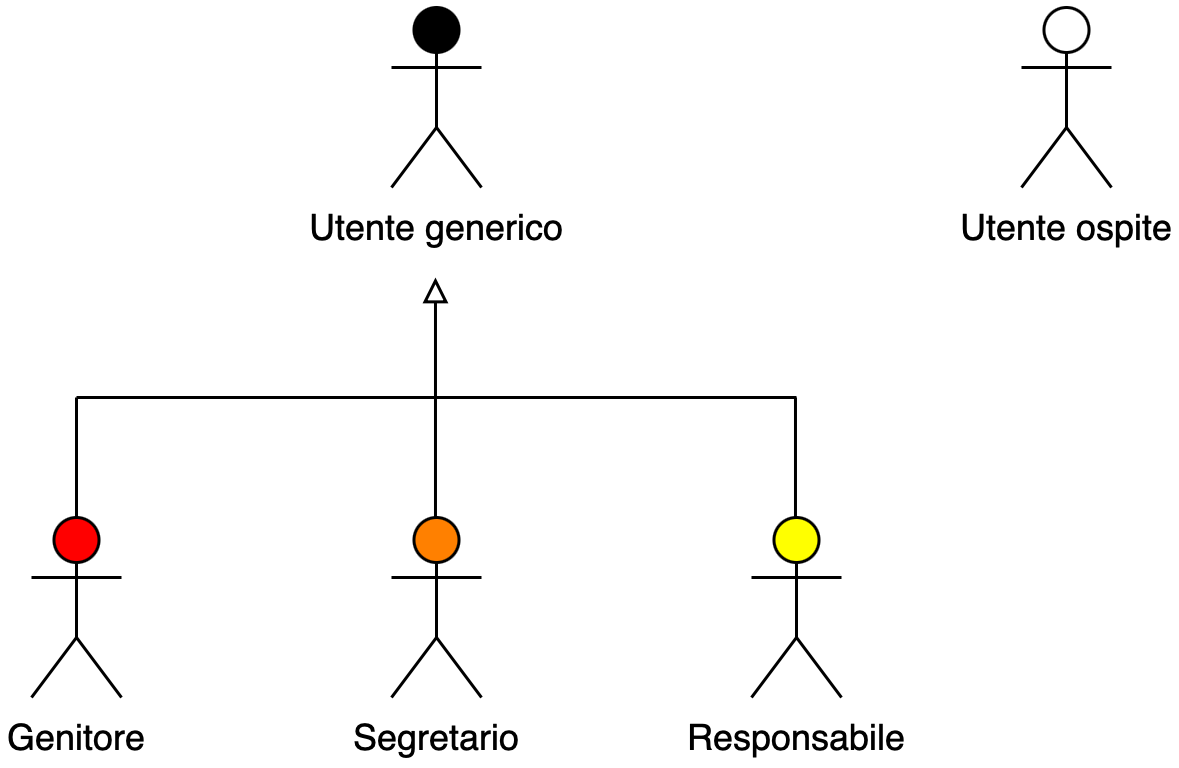 Utente generico
Utente ospite
Genitore
Segretario
Responsabile